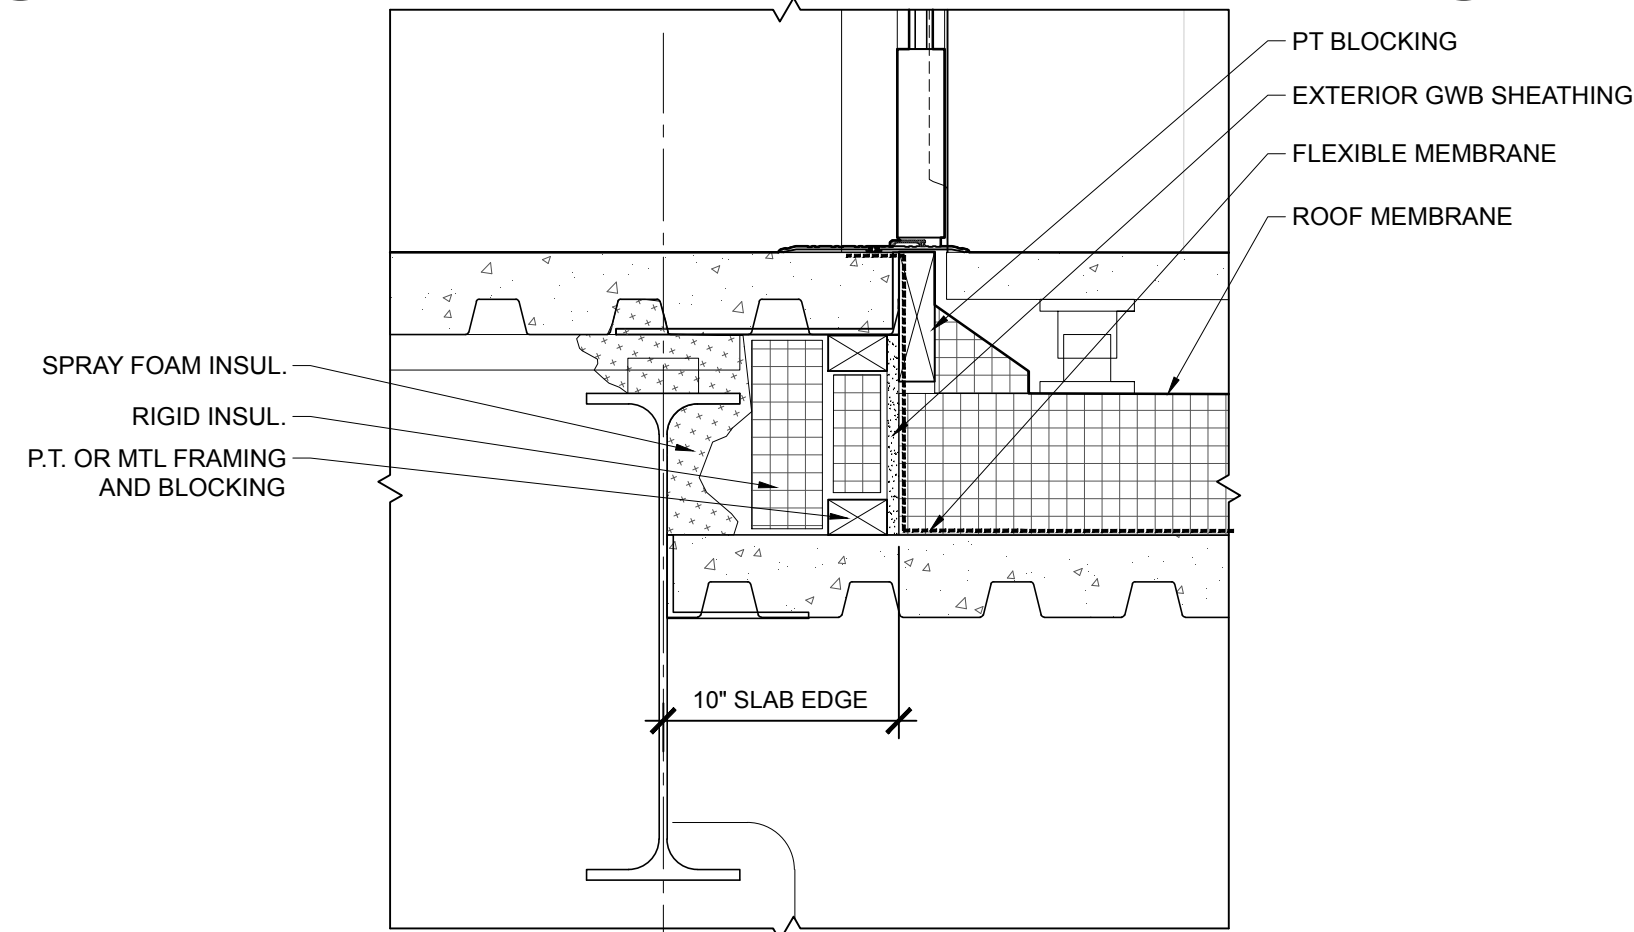 PT BLOCKING
EXTERIOR GWB SHEATHING
FLEXIBLE MEMBRANE
ROOF MEMBRANE
SPRAY FOAM INSUL.
RIGID INSUL.
P.T. OR MTL FRAMING
AND BLOCKING
10" SLAB EDGE